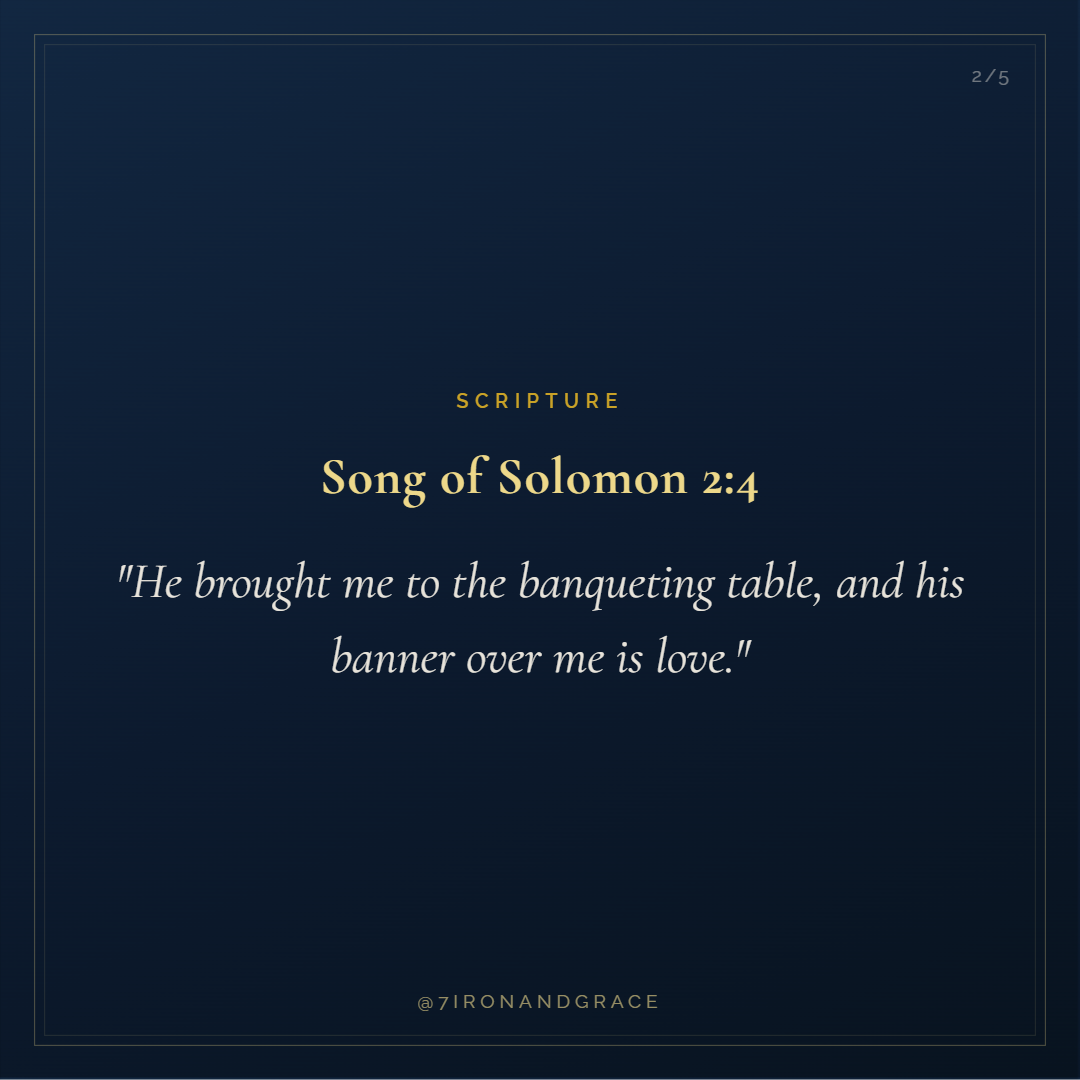 2/5
SCRIPTURE
Song of Solomon 2:4
"He brought me to the banqueting table, and his
banner over me is love."
@7IRONANDGRACE